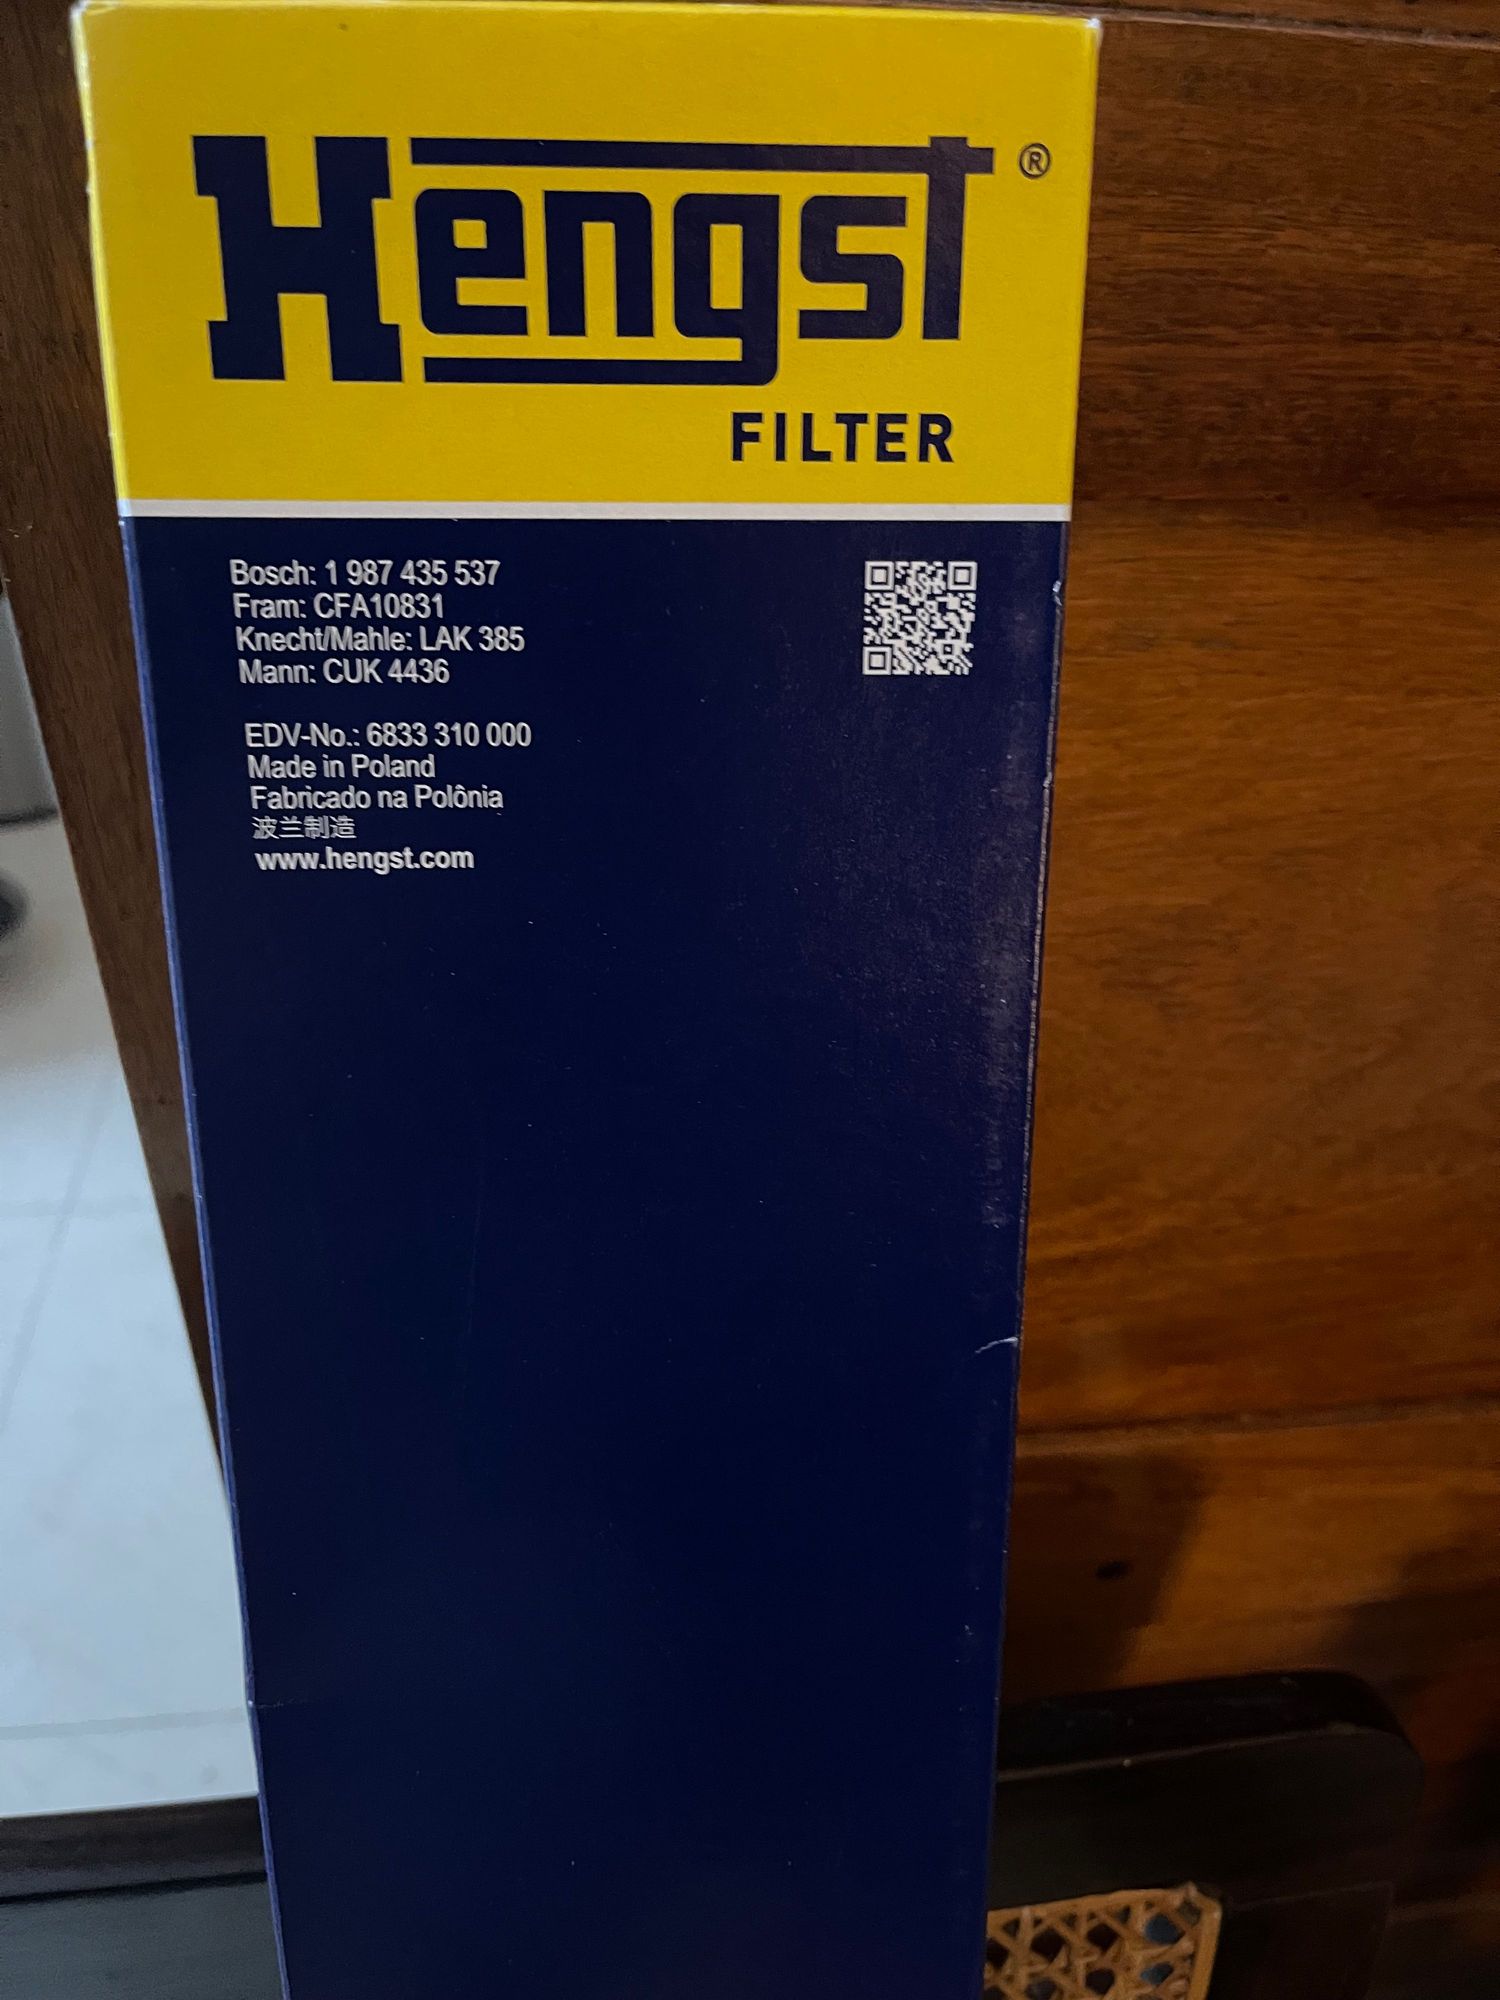 Hengst®
FILTER
Bosch: 1 987 435 537
Fram: CFA10831
Knecht/Mahle: LAK 385
Mann: CUK 4436
EDV-No.: 6833 310 000
Made in Poland
Fabricado na Polônia
波兰制造
www.hengst.com